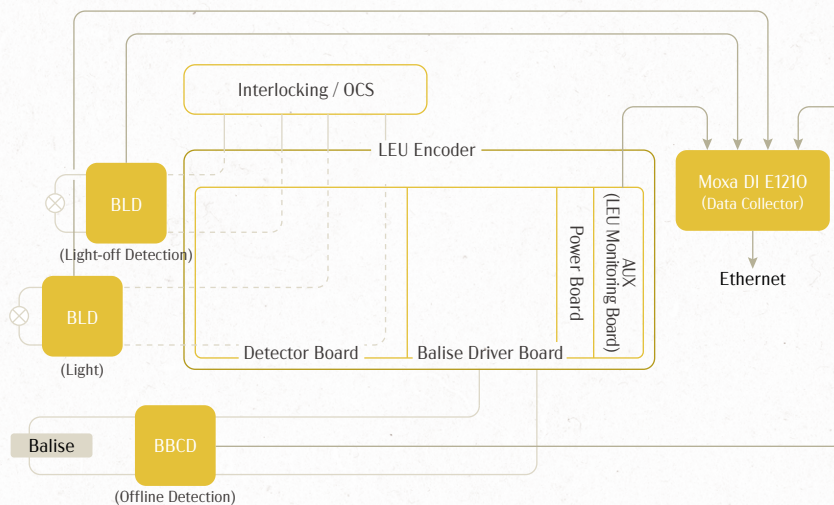 Interlocking / OCS
LEU Encoder
BLD
(Light-off Detection)
BLD
(Light)
Detector Board
Balise Driver Board
Power Board
AUX
(LEU Monitoring Board)
Moxa DI E1210
(Data Collector)
Ethernet
Balise
BBCD
(Offline Detection)